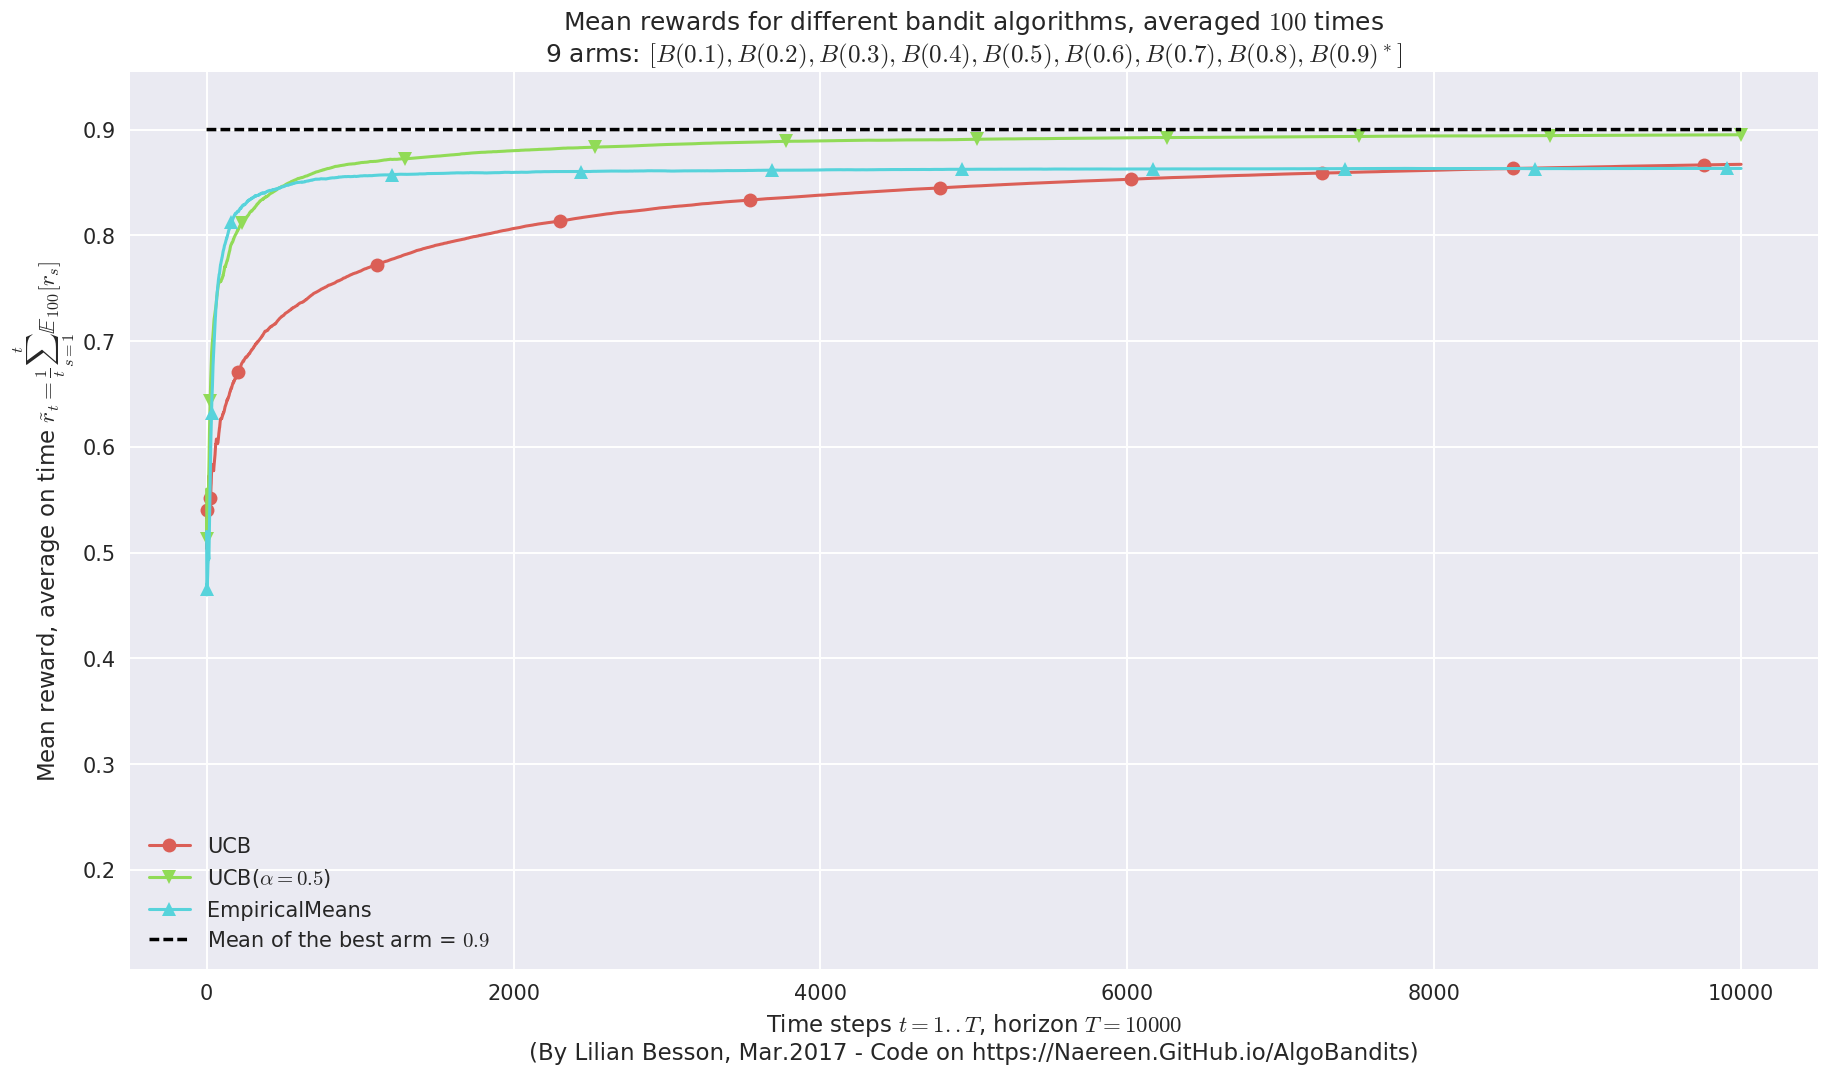 Mean rewards for different bandit algorithms, averaged 100 times
9 arms: [B(0.1), B(0.2), B(0.3), B(0.4), B(0.5), B(0.6), B(0.7), B(0.8), B(0.9)*]
Mean reward, average on time r̃_t = 1/t ∑_{s=1}^{t} 𝔼_{100}[r_s]
0.9
0.8
0.7
0.6
0.5
0.4
0.3
0.2
UCB
UCB(α = 0.5)
EmpiricalMeans
Mean of the best arm = 0.9
0 2000 4000 6000 8000 10000
Time steps t = 1..T, horizon T = 10000
(By Lilian Besson, Mar.2017 - Code on https://Naereen.GitHub.io/AlgoBandits)